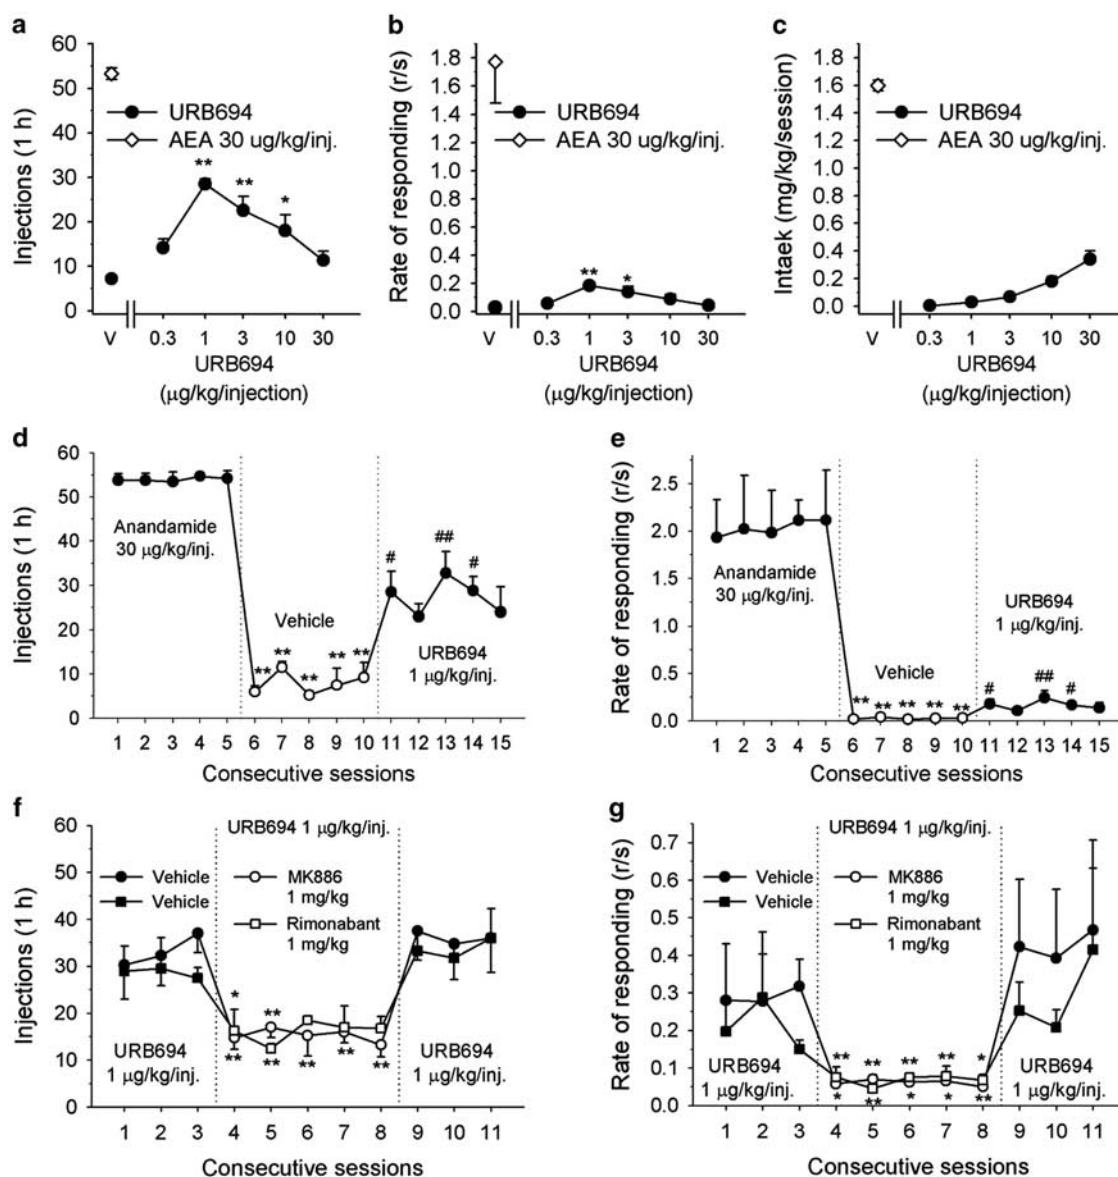 a
Injections (1 h)
60
50
40
30
20
10
0
URB694
AEA 30 ug/kg/inj.
**
**
*
V
0.3
1
3
10
30
URB694
(μg/kg/injection)
b
Rate of responding (r/s)
1.8
1.6
1.4
1.2
1.0
0.8
0.6
0.4
0.2
0.0
URB694
AEA 30 ug/kg/inj.
**
*
V
0.3
1
3
10
30
URB694
(μg/kg/injection)
c
Intaek (mg/kg/session)
1.8
1.6
1.4
1.2
1.0
0.8
0.6
0.4
0.2
0.0
URB694
AEA 30 ug/kg/inj.
V
0.3
1
3
10
30
URB694
(μg/kg/injection)
d
Injections (1 h)
60
50
40
30
20
10
0
Anandamide
30 μg/kg/inj.
Vehicle
**
**
**
**
**
#
##
#
URB694
1 μg/kg/inj.
1 2 3 4 5 6 7 8 9 10 11 12 13 14 15
Consecutive sessions
e
Rate of responding (r/s)
2.5
2.0
1.5
1.0
0.5
0.0
Anandamide
30 μg/kg/inj.
Vehicle
**
**
**
**
**
URB694
1 μg/kg/inj.
#
##
#
1 2 3 4 5 6 7 8 9 10 11 12 13 14 15
Consecutive sessions
f
Injections (1 h)
60
50
40
30
20
10
0
URB694 1 μg/kg/inj.
Vehicle
Vehicle
MK886
1 mg/kg
Rimonabant
1 mg/kg
*
**
**
**
**
**
**
URB694
1 μg/kg/inj.
URB694
1 μg/kg/inj.
1 2 3 4 5 6 7 8 9 10 11
Consecutive sessions
g
Rate of responding (r/s)
0.7
0.6
0.5
0.4
0.3
0.2
0.1
0.0
URB694 1 μg/kg/inj.
Vehicle
Vehicle
MK886
1 mg/kg
Rimonabant
1 mg/kg
**
**
**
**
*
*
**
*
*
**
URB694
1 μg/kg/inj.
URB694
1 μg/kg/inj.
1 2 3 4 5 6 7 8 9 10 11
Consecutive sessions